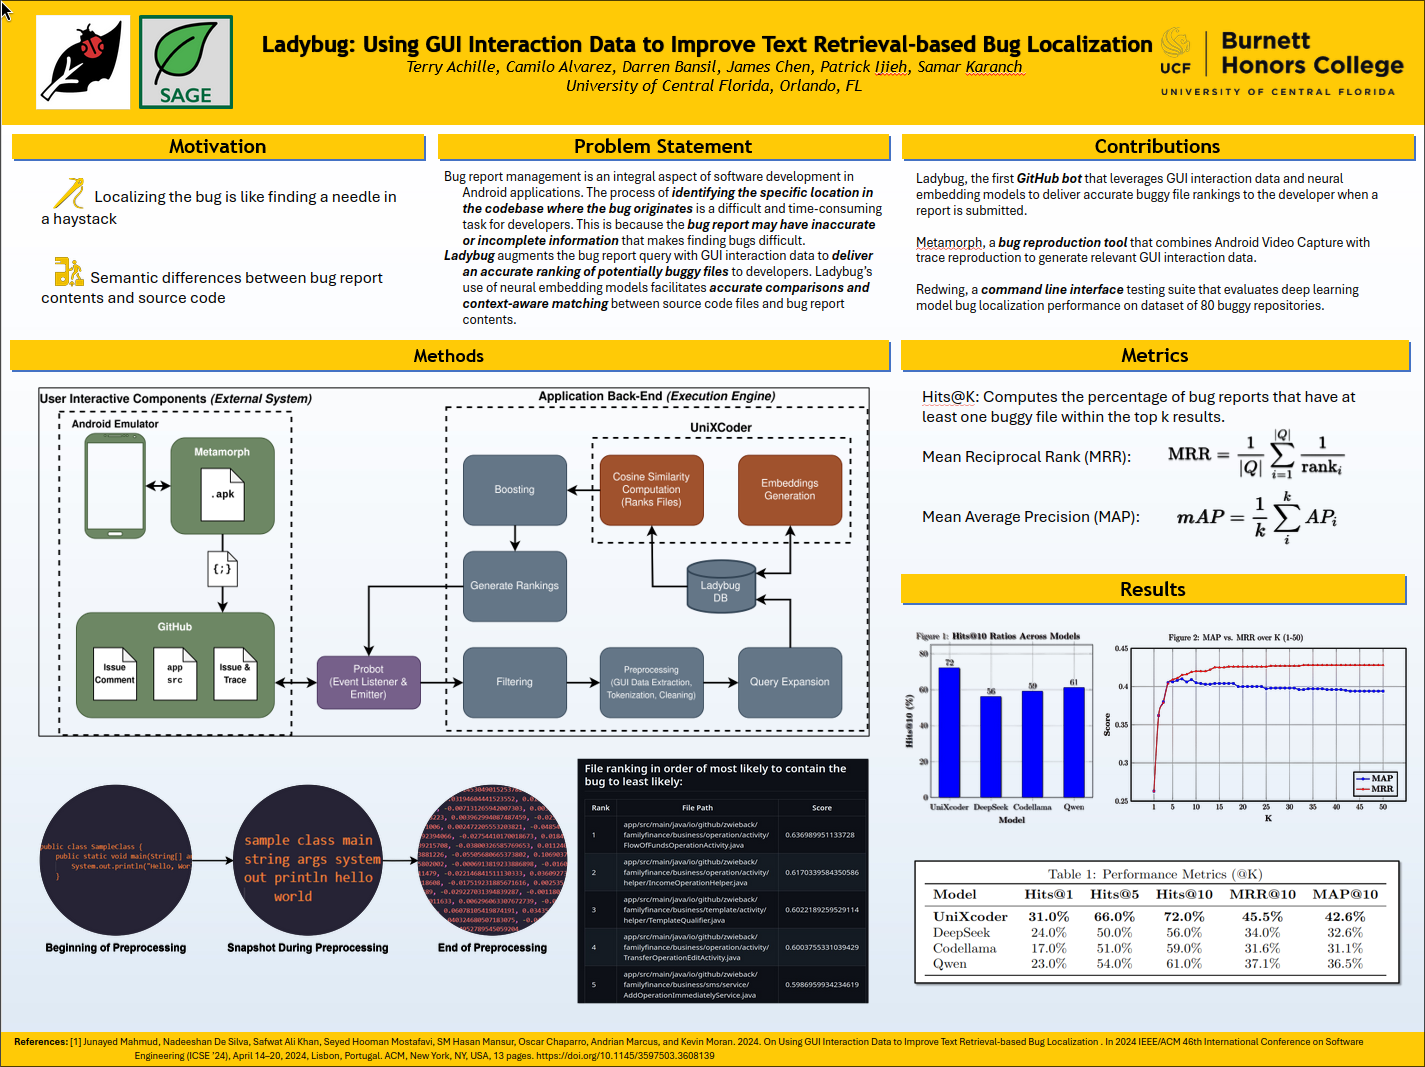 Ladybug: Using GUI Interaction Data to Improve Text Retrieval-based Bug Localization
Terry Achille, Camilo Alvarez, Darren Bansil, James Chen, Patrick Ijieh, Samar Karanch
University of Central Florida, Orlando, FL
SAGE
UCF
Burnett
Honors College
UNIVERSITY OF CENTRAL FLORIDA
Motivation
Localizing the bug is like finding a needle in
a haystack
Semantic differences between bug report
contents and source code
Problem Statement
Bug report management is an integral aspect of software development in
Android applications. The process of identifying the specific location in
the codebase where the bug originates is a difficult and time-consuming
task for developers. This is because the bug report may have inaccurate
or incomplete information that makes finding bugs difficult.
Ladybug augments the bug report query with GUI interaction data to deliver
an accurate ranking of potentially buggy files to developers. Ladybug's
use of neural embedding models facilitates accurate comparisons and
context-aware matching between source code files and bug report
contents.
Contributions
Ladybug, the first GitHub bot that leverages GUI interaction data and neural
embedding models to deliver accurate buggy file rankings to the developer when a
report is submitted.
Metamorph, a bug reproduction tool that combines Android Video Capture with
trace reproduction to generate relevant GUI interaction data.
Redwing, a command line interface testing suite that evaluates deep learning
model bug localization performance on dataset of 80 buggy repositories.
Methods
User Interactive Components (External System)
Android Emulator
Metamorph
.apk
{;}
GitHub
Issue
Comment
app
src
Issue &
Trace
Probot
(Event Listener &
Emitter)
Application Back-End (Execution Engine)
UniXCoder
Boosting
Cosine Similarity
Computation
(Ranks Files)
Embeddings
Generation
Generate Rankings
Ladybug
DB
Filtering
Preprocessing
(GUI Data Extraction,
Tokenization, Cleaning)
Query Expansion
public class SampleClass {
public static void main(String[] a
System.out.println("Hello, Wor
}
Beginning of Preprocessing
sample class main
string args system
out println hello
world
Snapshot During Preprocessing
End of Preprocessing
File ranking in order of most likely to contain the
bug to least likely:
Rank File Path Score
1 app/src/main/java/io/github/zwieback/
familyfinance/business/operation/activity/
FlowOfFundsOperationActivity.java 0.636989951133728
2 app/src/main/java/io/github/zwieback/
familyfinance/business/operation/activity/
helper/IncomeOperationHelper.java 0.6170339584350586
3 app/src/main/java/io/github/zwieback/
familyfinance/business/template/activity/
helper/TemplateQualifier.java 0.6022189259529114
4 app/src/main/java/io/github/zwieback/
familyfinance/business/operation/activity/
TransferOperationEditActivity.java 0.6003755331039429
5 app/src/main/java/io/github/zwieback/
familyfinance/business/sms/service/
AddOperationImmediatelyService.java 0.5986959934234619
Metrics
Hits@K: Computes the percentage of bug reports that have at
least one buggy file within the top k results.
Mean Reciprocal Rank (MRR): MRR = 1/|Q| ∑ i=1 |Q| 1/rank i
Mean Average Precision (MAP): mAP = 1/k ∑ i k AP i
Results
Figure 1: Hits@10 Ratios Across Models
Hits@10 (%)
80
60
40
20
0
72
56
59
61
UniXcoder DeepSeek Codellama Qwen
Model
Figure 2: MAP vs. MRR over K (1-50)
Score
0.45
0.4
0.35
0.3
0.25
1 5 10 15 20 25 30 35 40 45 50
K
MAP
MRR
Table 1: Performance Metrics (@K)
Model Hits@1 Hits@5 Hits@10 MRR@10 MAP@10
UniXcoder 31.0% 66.0% 72.0% 45.5% 42.6%
DeepSeek 24.0% 50.0% 56.0% 34.0% 32.6%
Codellama 17.0% 51.0% 59.0% 31.6% 31.1%
Qwen 23.0% 54.0% 61.0% 37.1% 36.5%
References: [1] Junayed Mahmud, Nadeeshan De Silva, Safwat Ali Khan, Seyed Hooman Mostafavi, SM Hasan Mansur, Oscar Chaparro, Andrian Marcus, and Kevin Moran. 2024. On Using GUI Interaction Data to Improve Text Retrieval-based Bug Localization . In 2024 IEEE/ACM 46th International Conference on Software
Engineering (ICSE '24), April 14–20, 2024, Lisbon, Portugal. ACM, New York, NY, USA, 13 pages. https://doi.org/10.1145/3597503.3608139